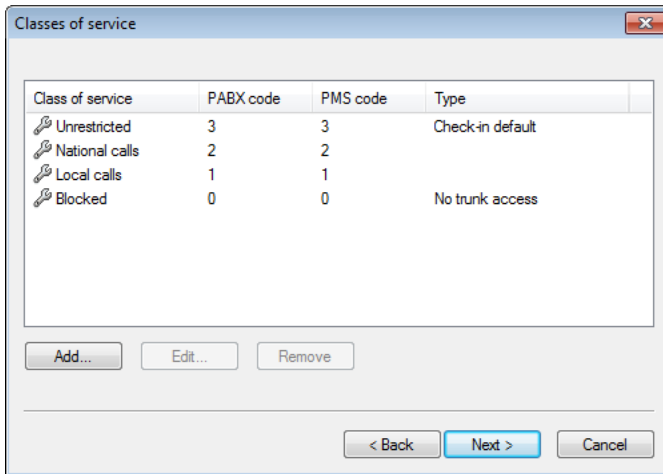 Classes of service
Class of service PABX code PMS code Type
Unrestricted 3 3 Check-in default
National calls 2 2
Local calls 1 1
Blocked 0 0 No trunk access
Add... Edit... Remove
< Back Next > Cancel